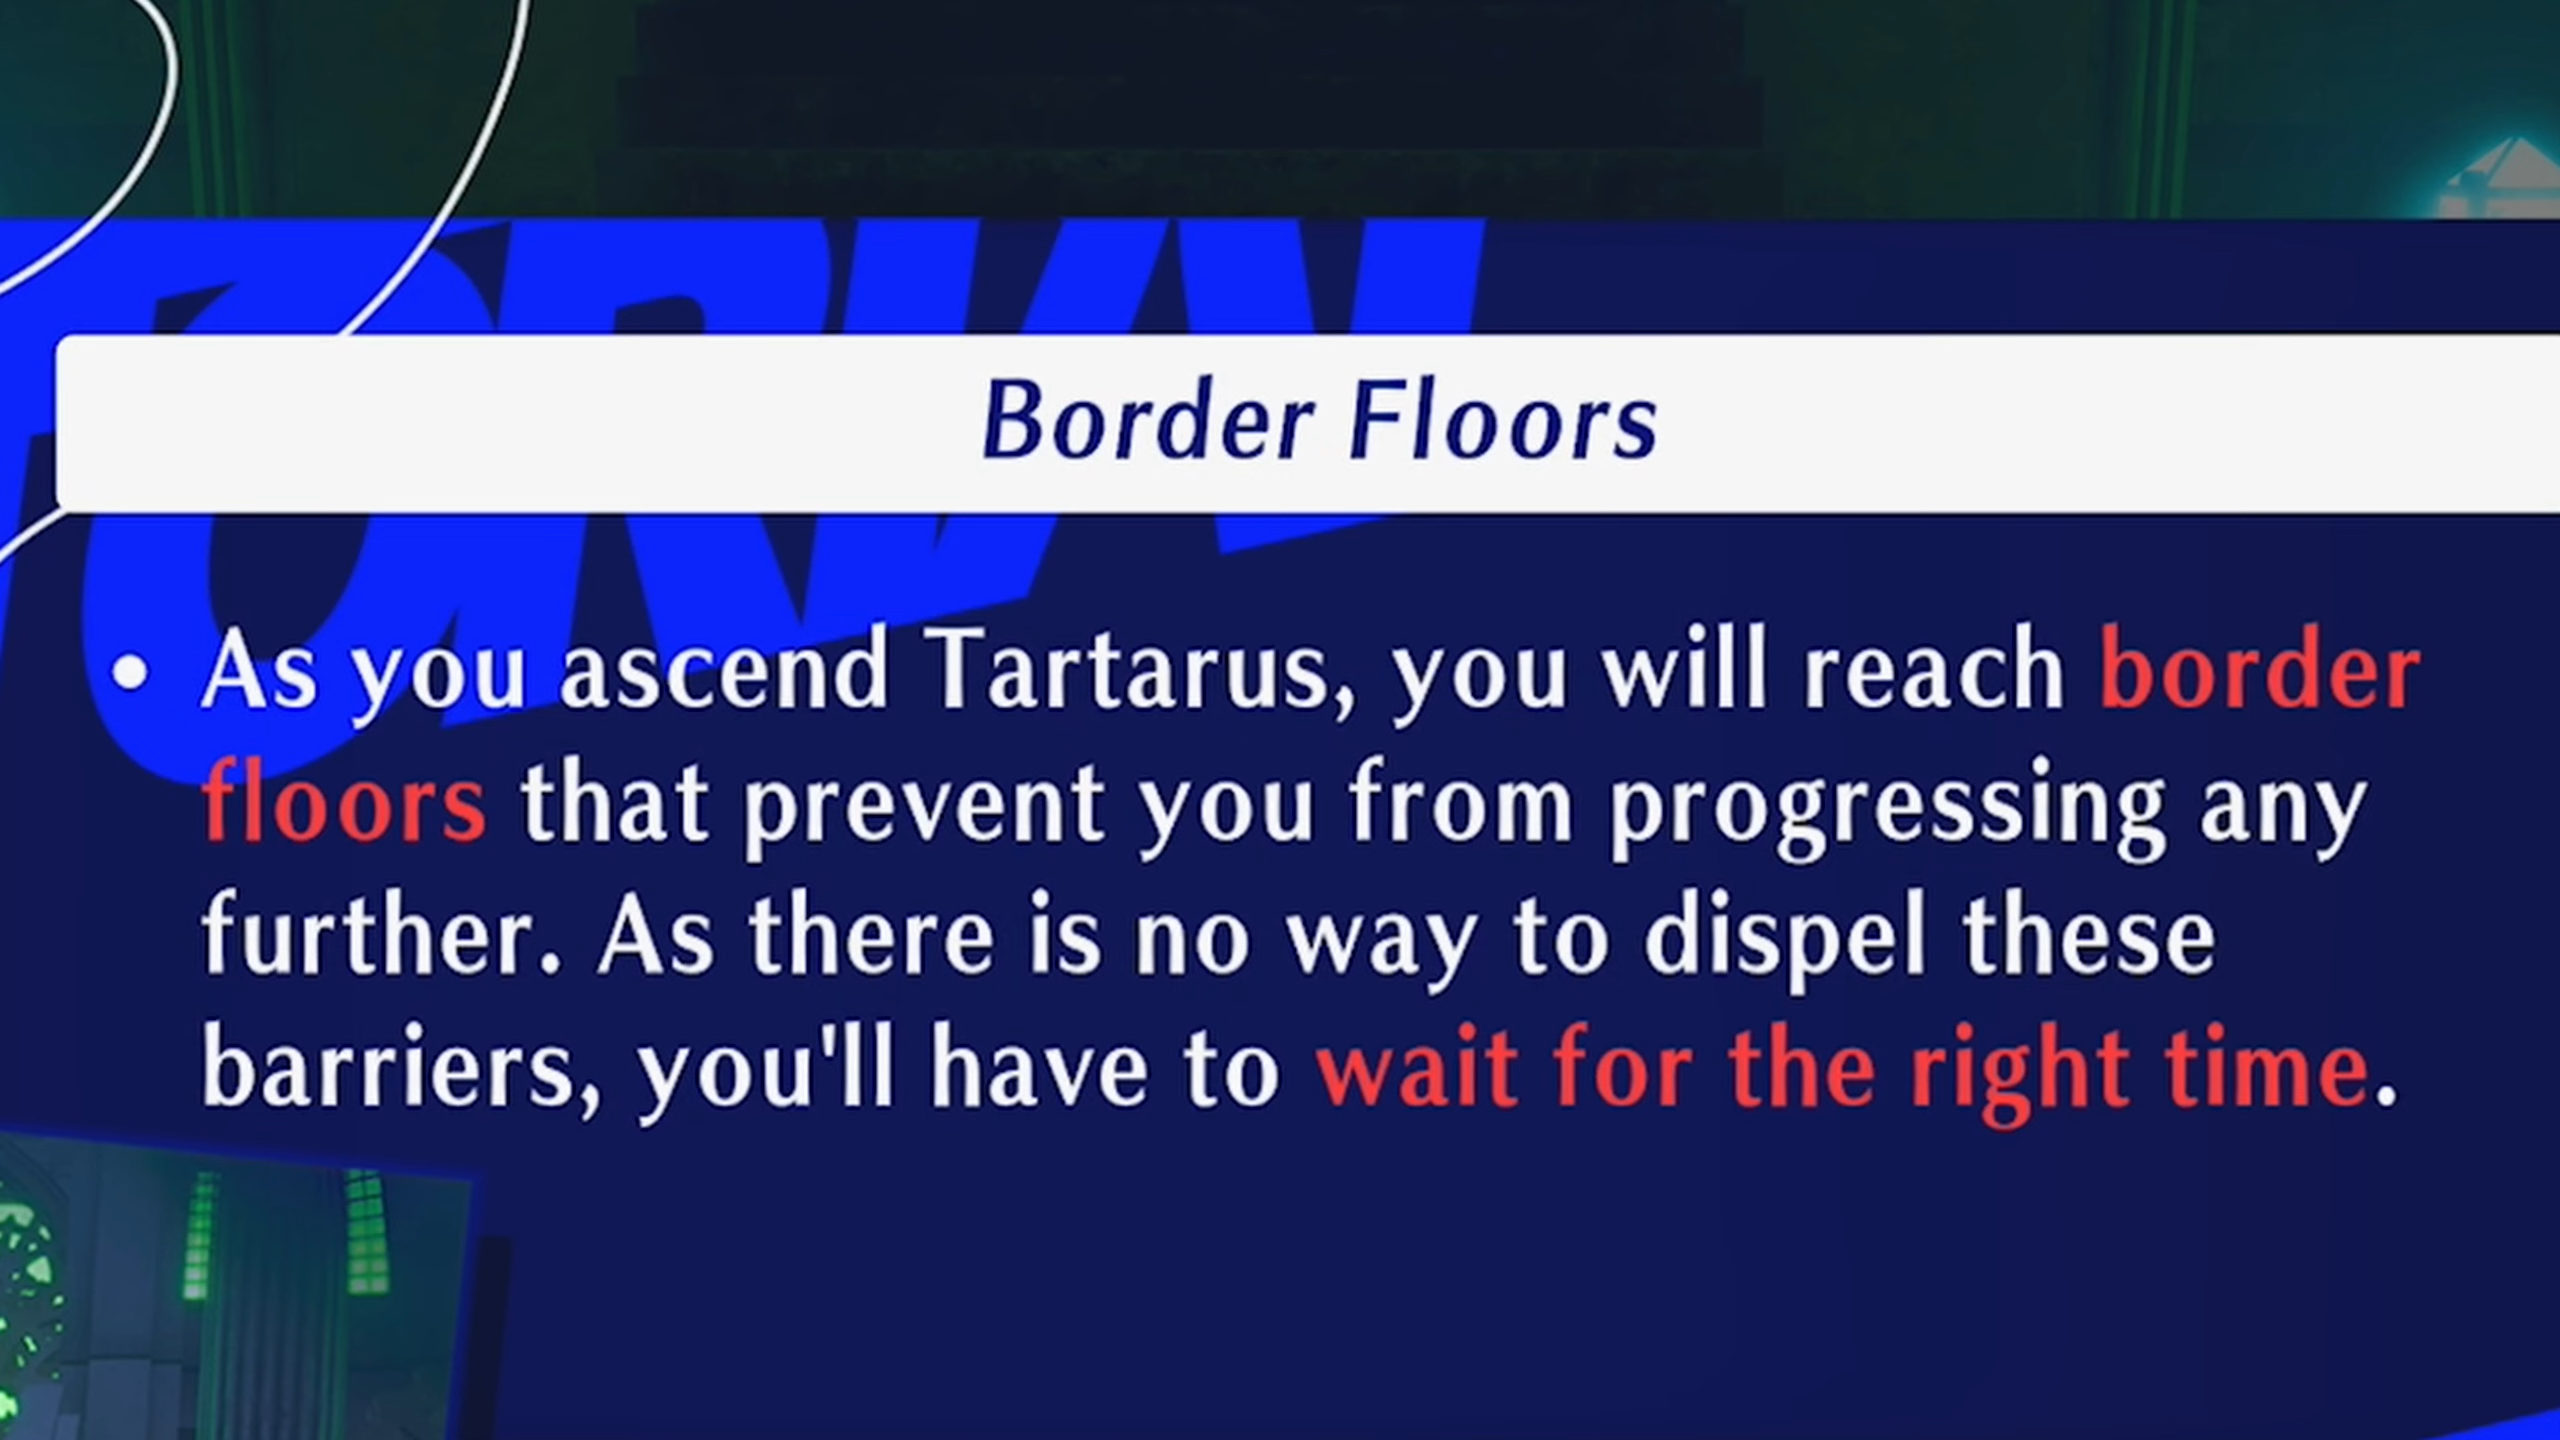 Border Floors
• As you ascend Tartarus, you will reach border
floors that prevent you from progressing any
further. As there is no way to dispel these
barriers, you'll have to wait for the right time.